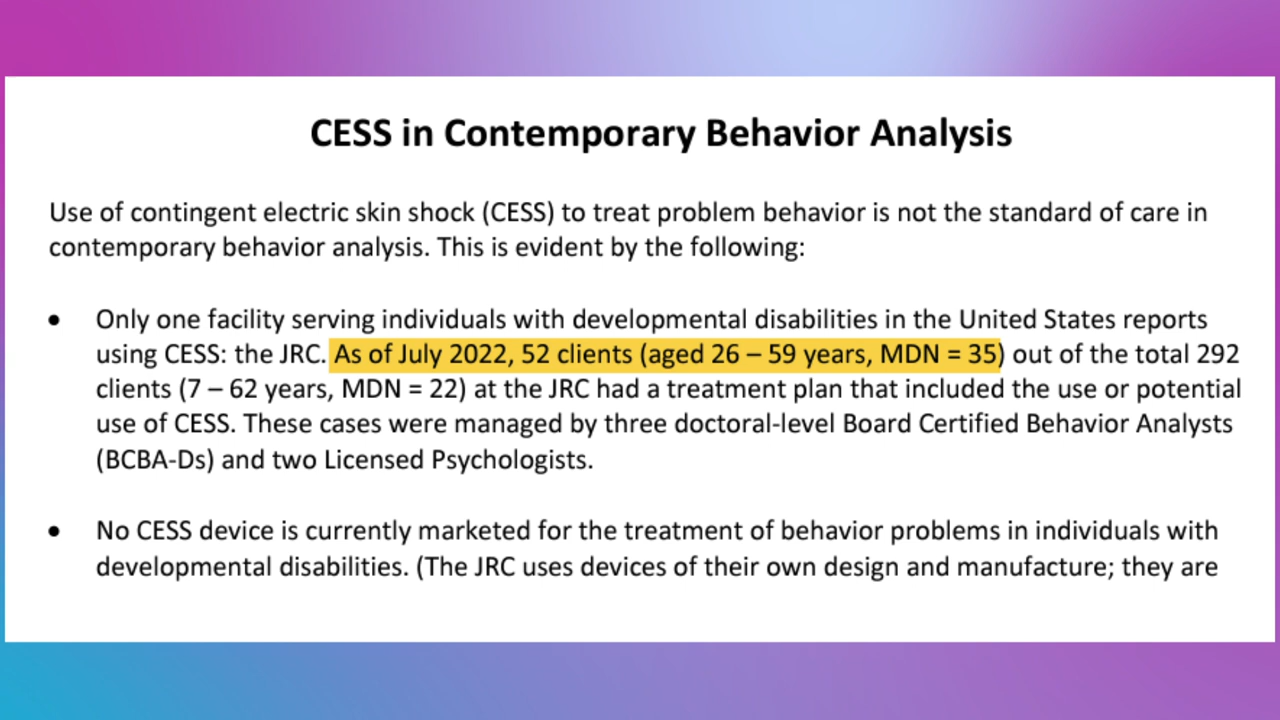 CESS in Contemporary Behavior Analysis
Use of contingent electric skin shock (CESS) to treat problem behavior is not the standard of care in
contemporary behavior analysis. This is evident by the following:
• Only one facility serving individuals with developmental disabilities in the United States reports
using CESS: the JRC. As of July 2022, 52 clients (aged 26 – 59 years, MDN = 35) out of the total 292
clients (7 – 62 years, MDN = 22) at the JRC had a treatment plan that included the use or potential
use of CESS. These cases were managed by three doctoral-level Board Certified Behavior Analysts
(BCBA-Ds) and two Licensed Psychologists.
• No CESS device is currently marketed for the treatment of behavior problems in individuals with
developmental disabilities. (The JRC uses devices of their own design and manufacture; they are